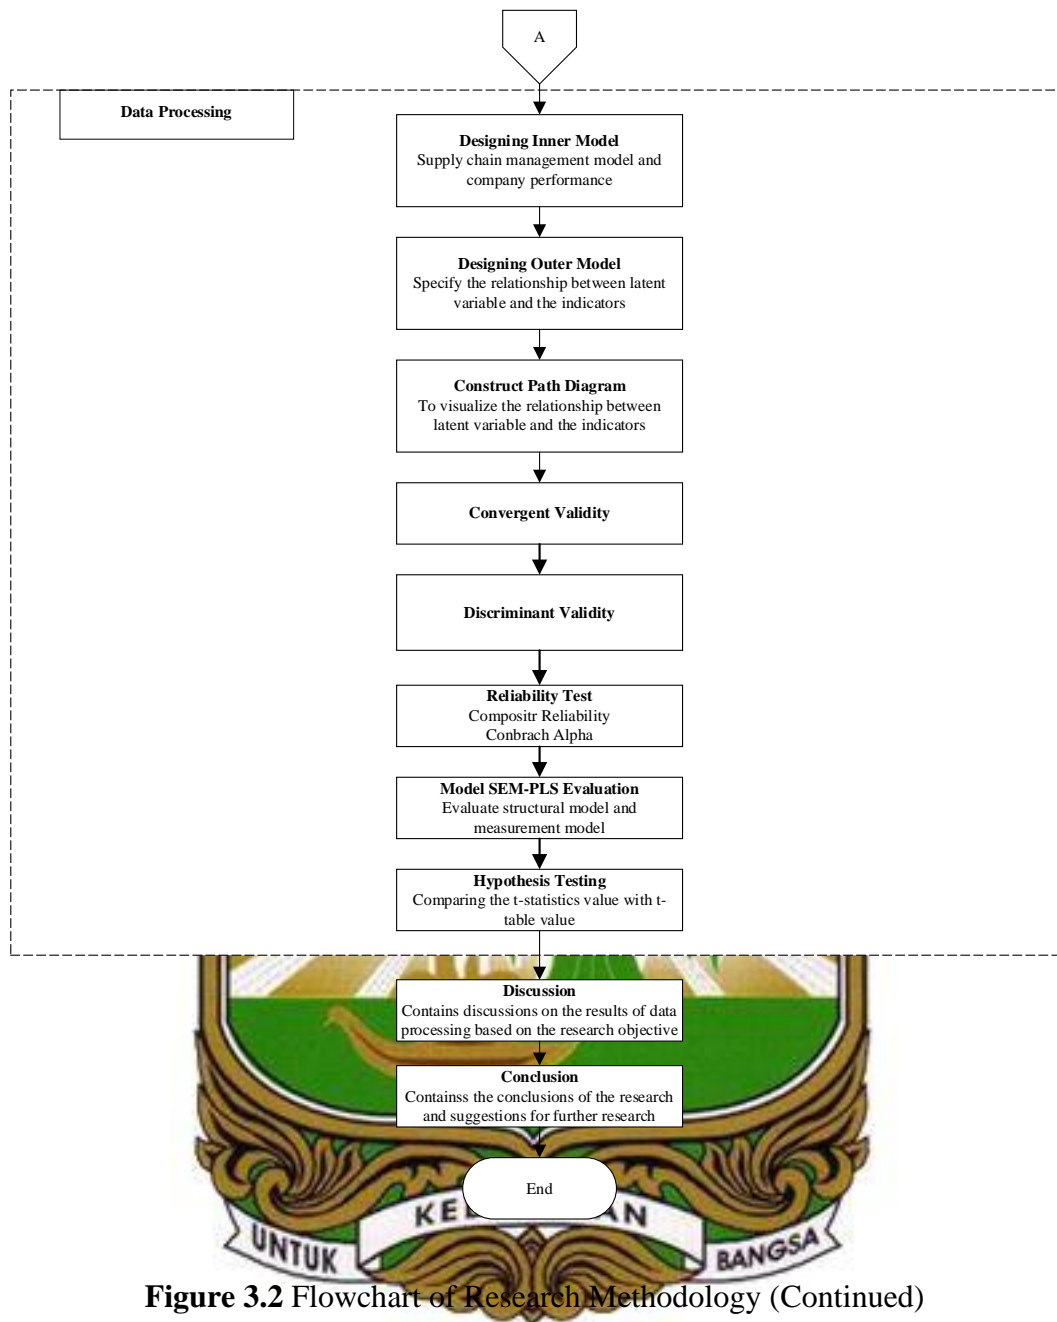 A
Data Processing
Designing Inner Model
Supply chain management model and
company performance
Designing Outer Model
Specify the relationship between latent
variable and the indicators
Construct Path Diagram
To visualize the relationship between
latent variable and the indicators
Convergent Validity
Discriminant Validity
Reliability Test
Compositr Reliability
Conbrach Alpha
Model SEM-PLS Evaluation
Evaluate structural model and
measurement model
Hypothesis Testing
Comparing the t-statistics value with t-
table value
Discussion
Contains discussions on the results of data
processing based on the research objective
Conclusion
Containss the conclusions of the research
and suggestions for further research
End
UNTUK
BANGSA
Figure 3.2 Flowchart of Research Methodology (Continued)